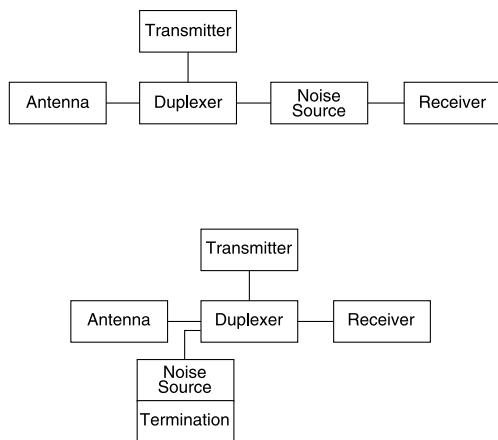 Transmitter
Antenna
Duplexer
Noise
Source
Receiver
Transmitter
Antenna
Duplexer
Receiver
Noise
Source
Termination